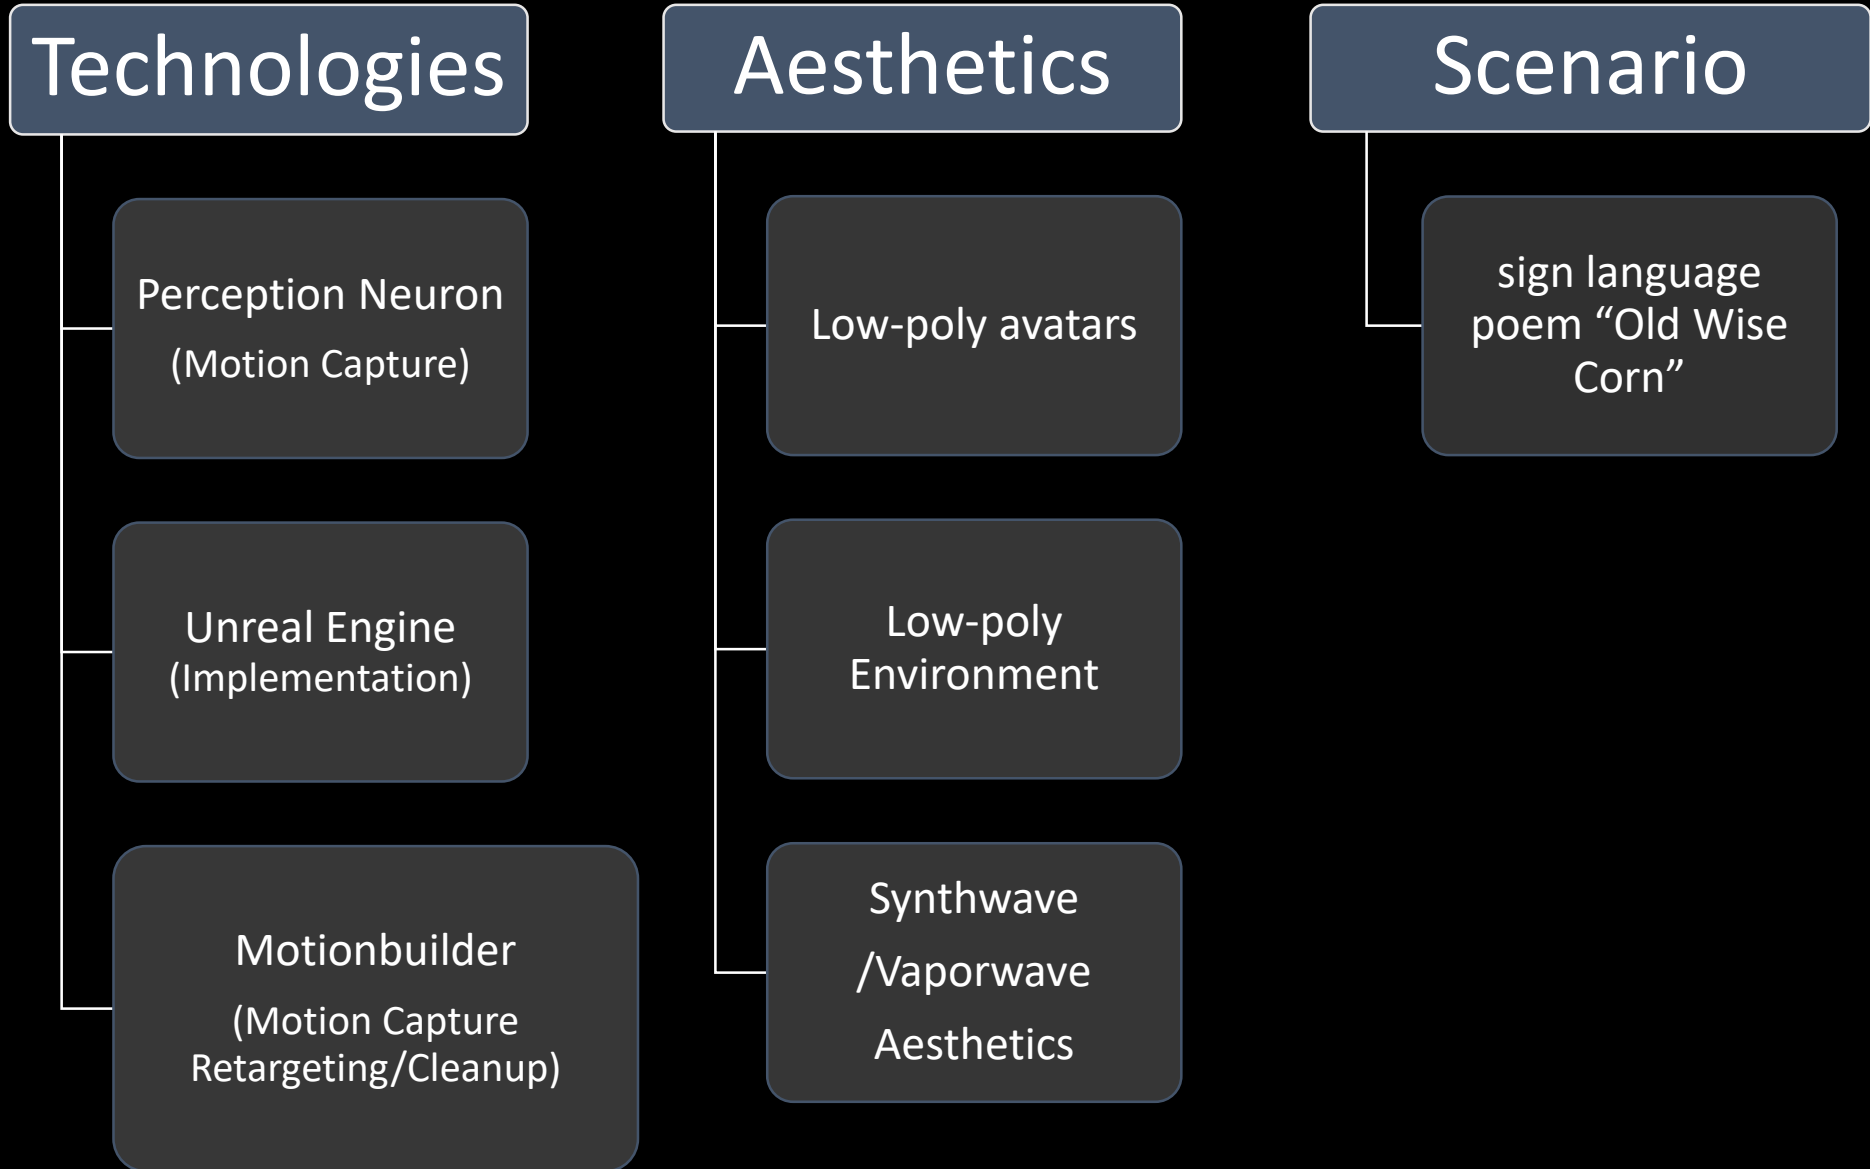 Technologies
Perception Neuron
(Motion Capture)
Unreal Engine
(Implementation)
Motionbuilder
(Motion Capture
Retargeting/Cleanup)
Aesthetics
Low-poly avatars
Low-poly
Environment
Synthwave
/Vaporwave
Aesthetics
Scenario
sign language
poem “Old Wise
Corn”